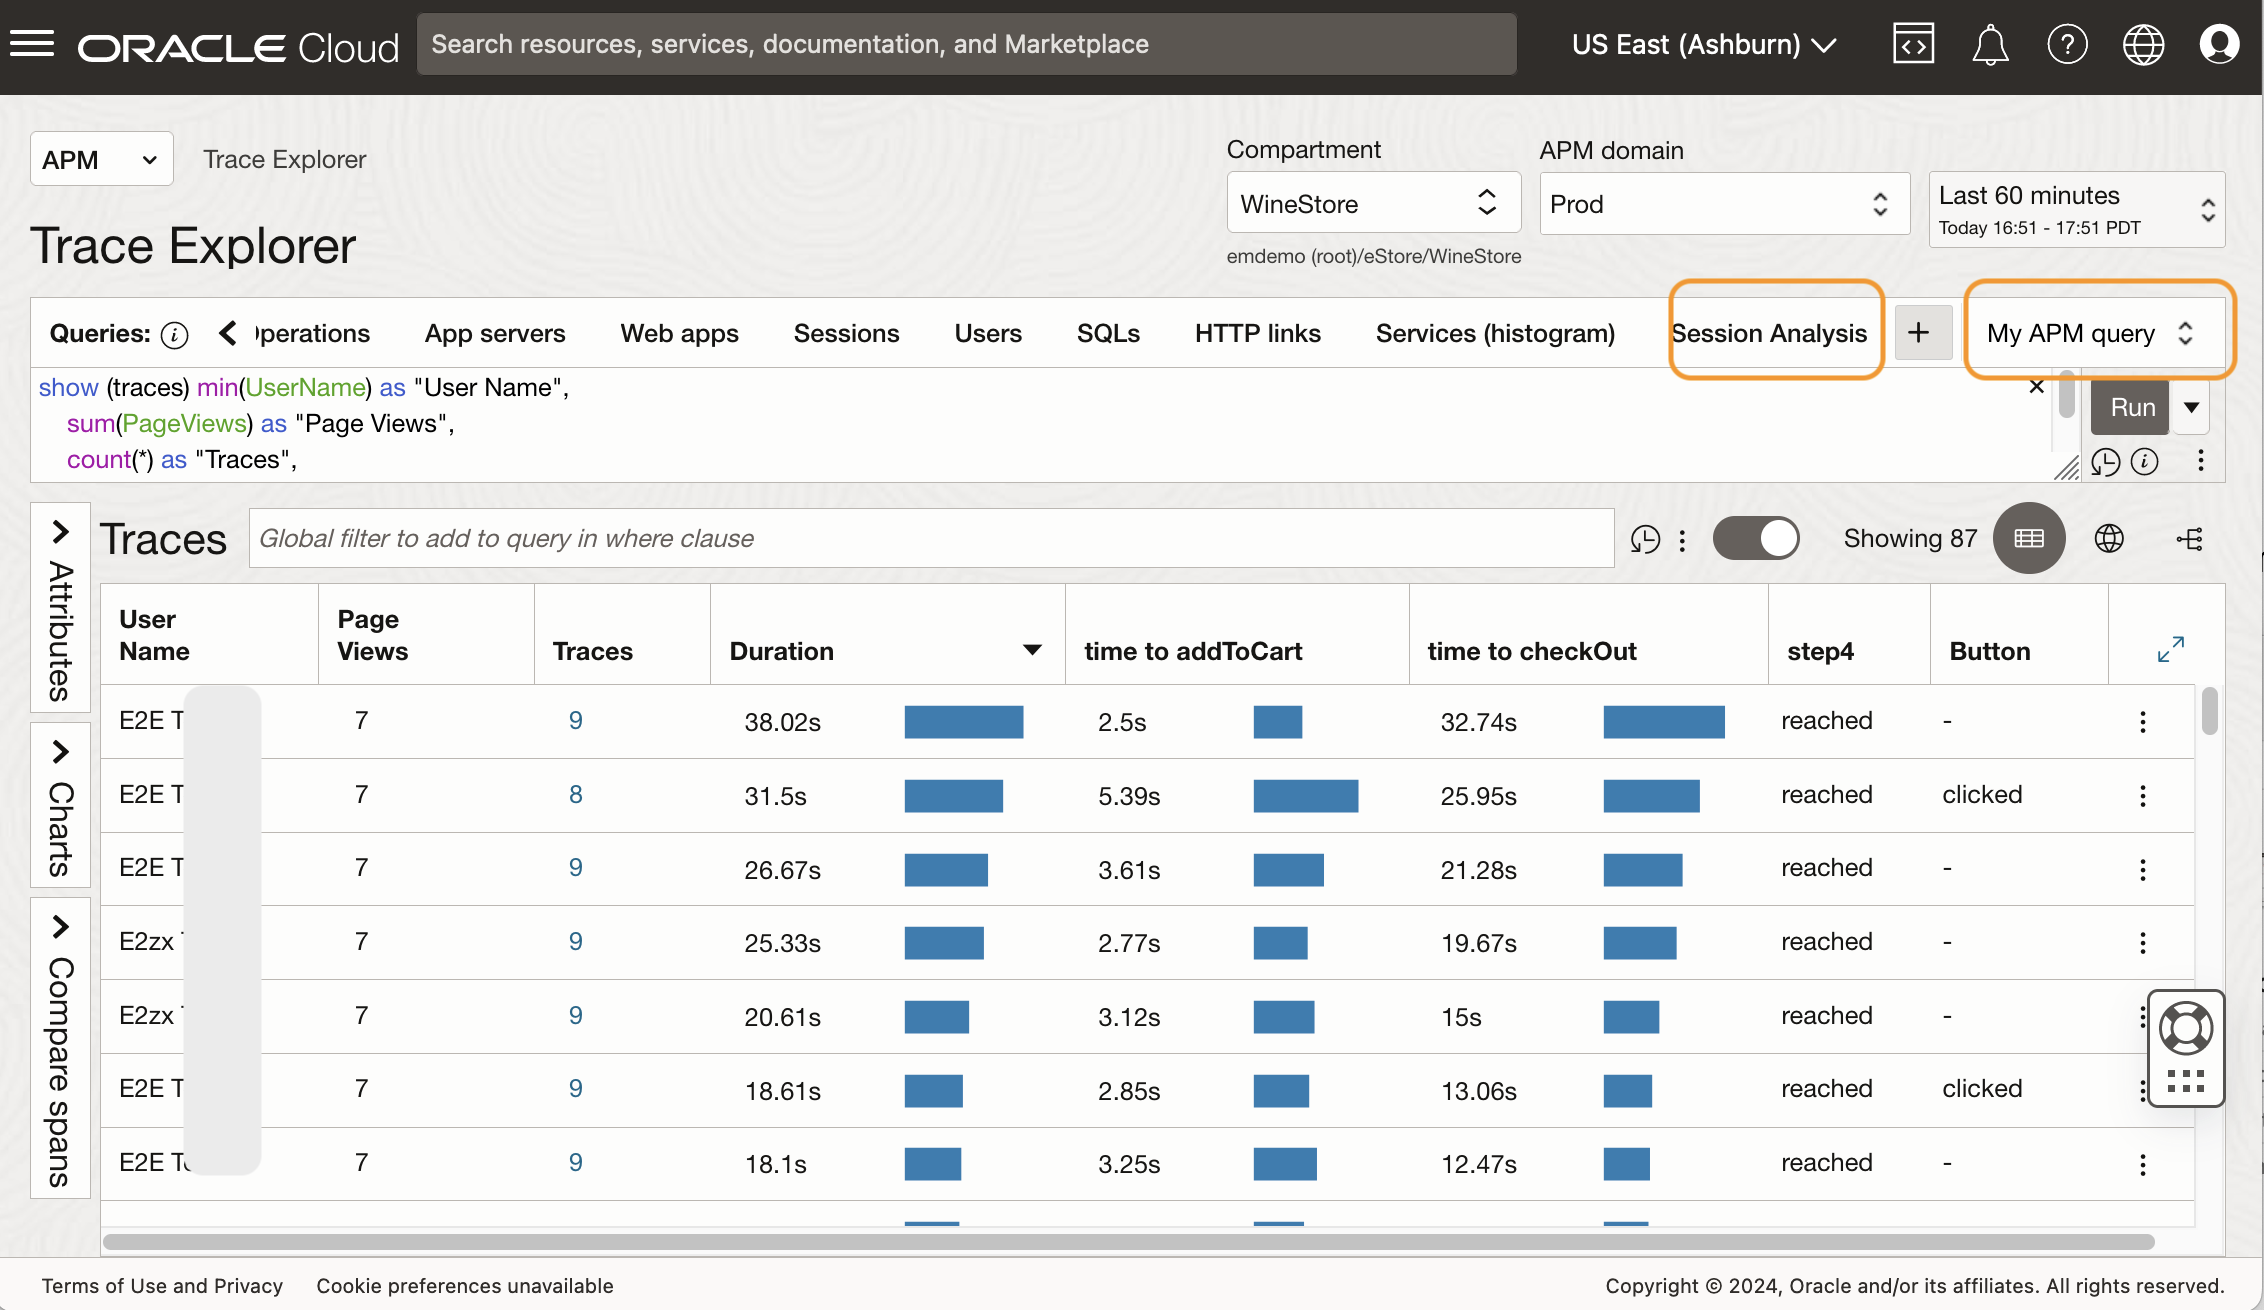 ORACLE Cloud
Search resources, services, documentation, and Marketplace
US East (Ashburn)
APM
Trace Explorer
Compartment
WineStore
emdemo (root)/eStore/WineStore
APM domain
Prod
Last 60 minutes
Today 16:51 - 17:51 PDT
Trace Explorer
Queries: perations App servers Web apps Sessions Users SQLs HTTP links Services (histogram) Session Analysis + My APM query
show (traces) min(UserName) as "User Name",
sum(PageViews) as "Page Views",
count(*) as "Traces",
Run
Attributes
Charts
Compare spans
Traces Global filter to add to query in where clause Showing 87
User Name Page Views Traces Duration time to addToCart time to checkOut step4 Button
E2E T 7 9 38.02s 2.5s 32.74s reached -
E2E T 7 8 31.5s 5.39s 25.95s reached clicked
E2E T 7 9 26.67s 3.61s 21.28s reached -
E2zx 7 9 25.33s 2.77s 19.67s reached -
E2zx 7 9 20.61s 3.12s 15s reached -
E2E T 7 9 18.61s 2.85s 13.06s reached clicked
E2E T 7 9 18.1s 3.25s 12.47s reached -
Terms of Use and Privacy Cookie preferences unavailable
Copyright © 2024, Oracle and/or its affiliates. All rights reserved.